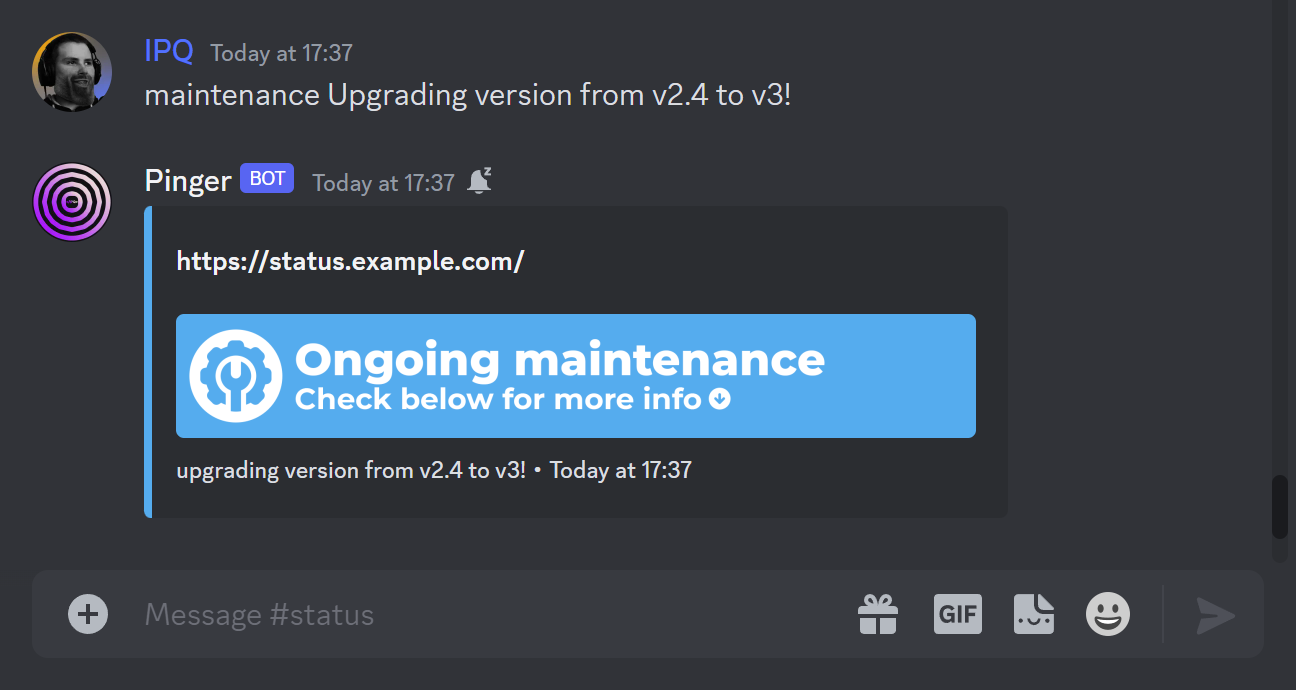 IPQ Today at 17:37
maintenance Upgrading version from v2.4 to v3!
Pinger BOT Today at 17:37
https://status.example.com/
Ongoing maintenance
Check below for more info
upgrading version from v2.4 to v3! • Today at 17:37
Message #status
GIF